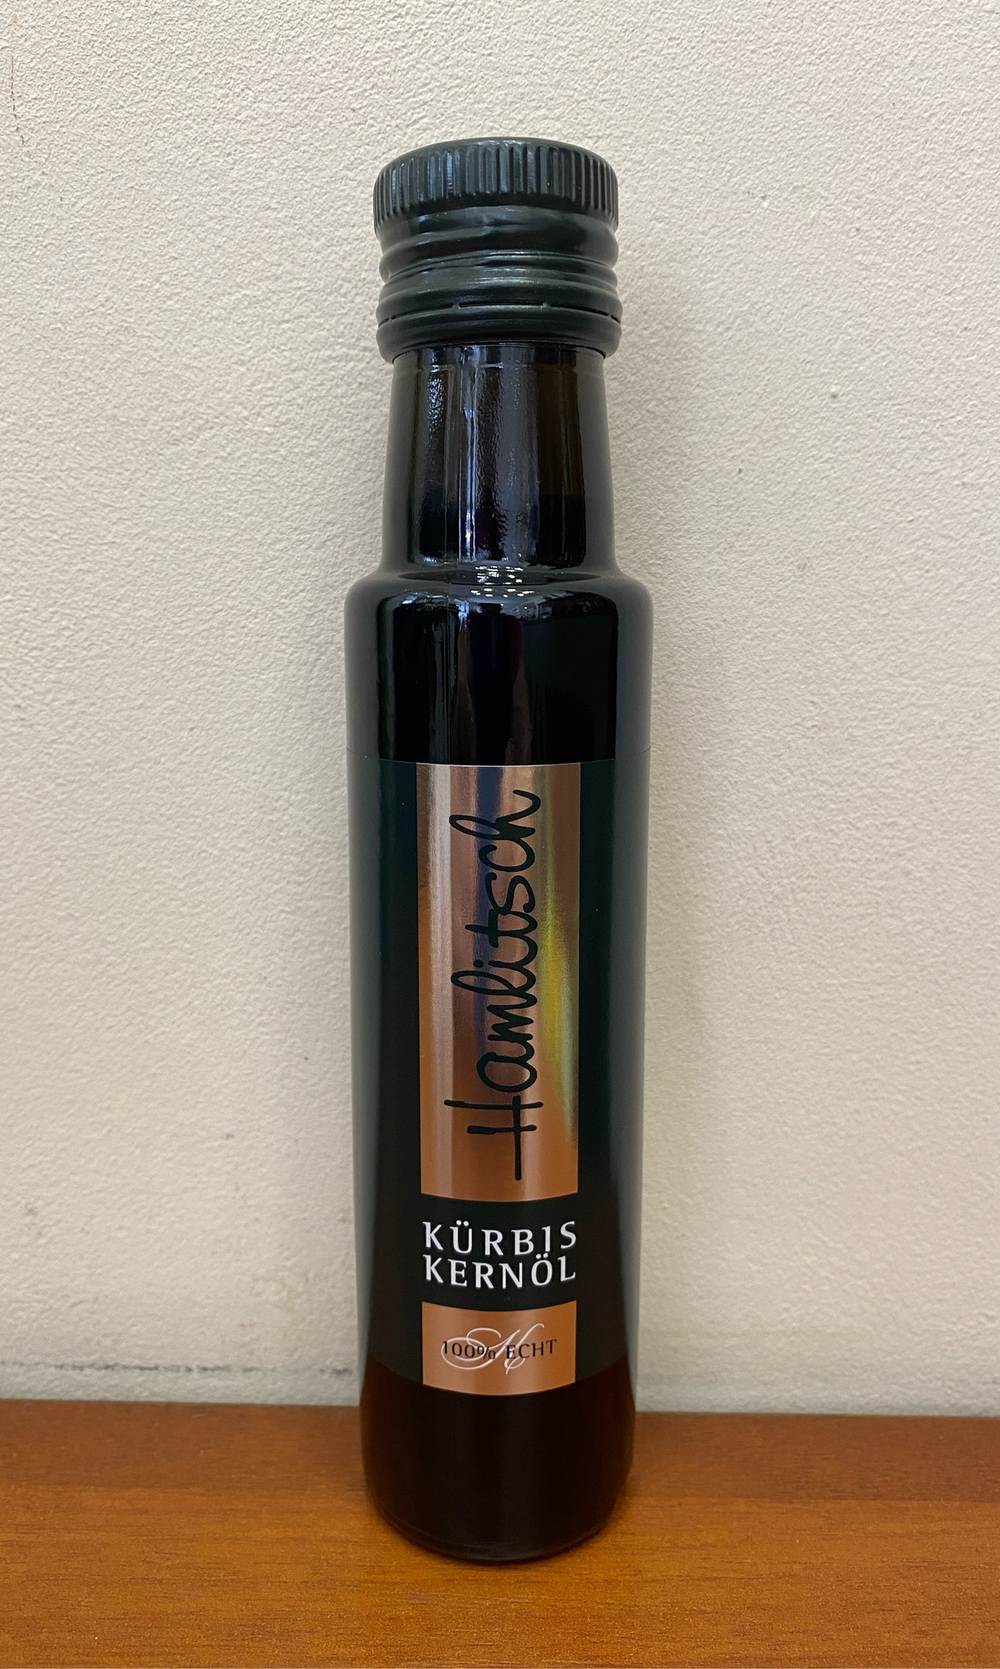 Hamlitsch
KÜRBIS
KERNÖL
100% ECHT
H